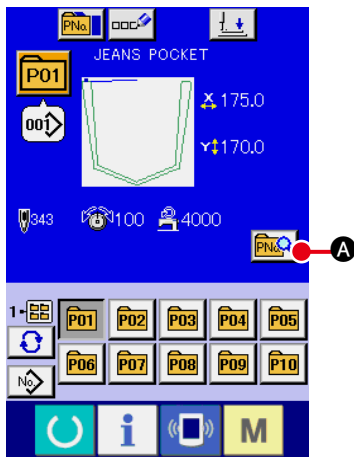 PNo.
JEANS POCKET
P01
001
X 175.0
Y 170.0
343 100 4000
PNo.
A
1-
P01 P02 P03 P04 P05
P06 P07 P08 P09 P10
No.
i M